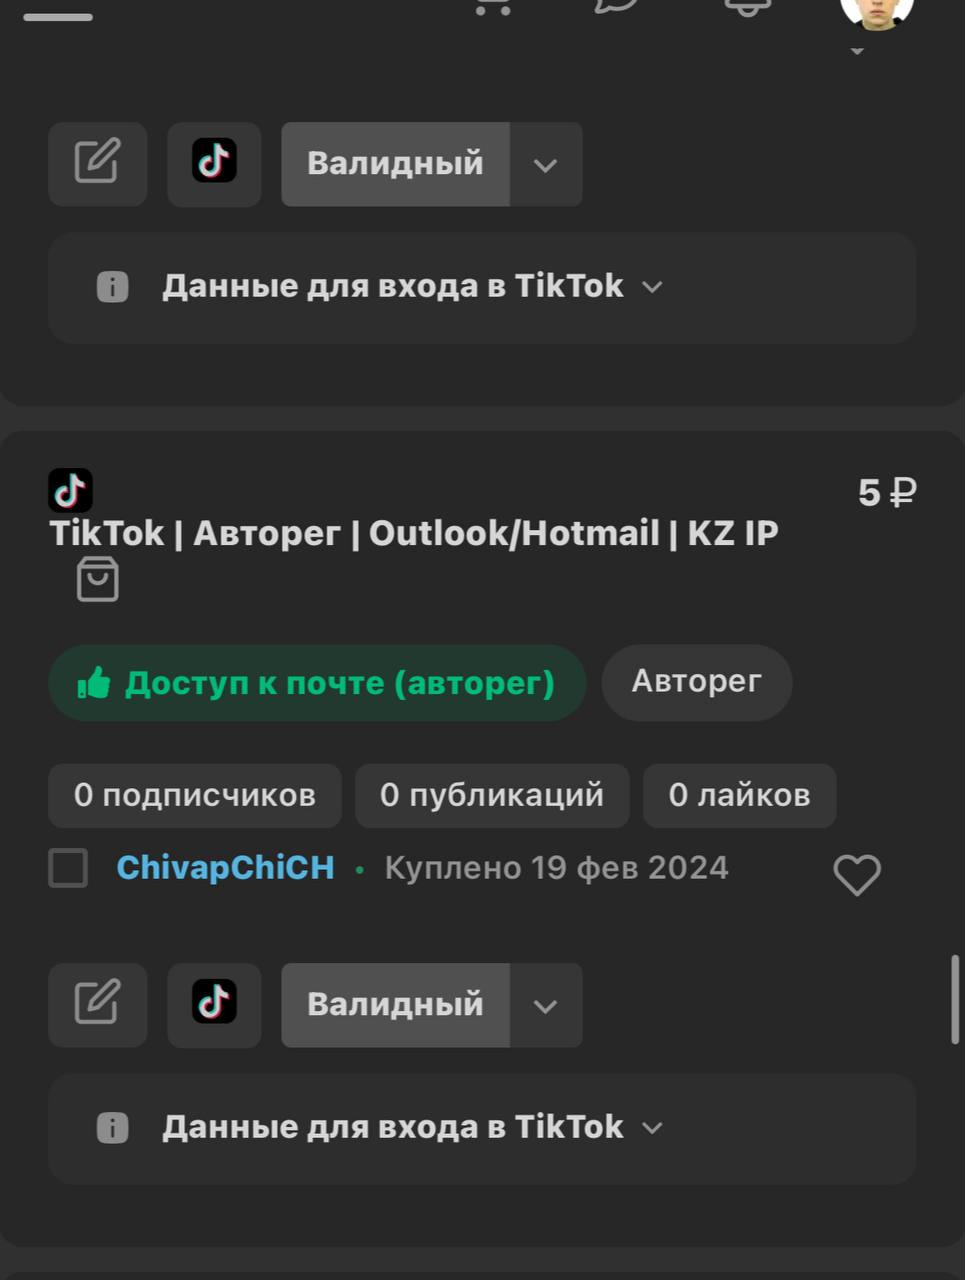 Валидный
Данные для входа в TikTok
5 ₽
TikTok | Авторег | Outlook/Hotmail | KZ IP
Доступ к почте (авторег)
Авторег
0 подписчиков
0 публикаций
0 лайков
ChivapChiCH • Куплено 19 фев 2024
Валидный
Данные для входа в TikTok